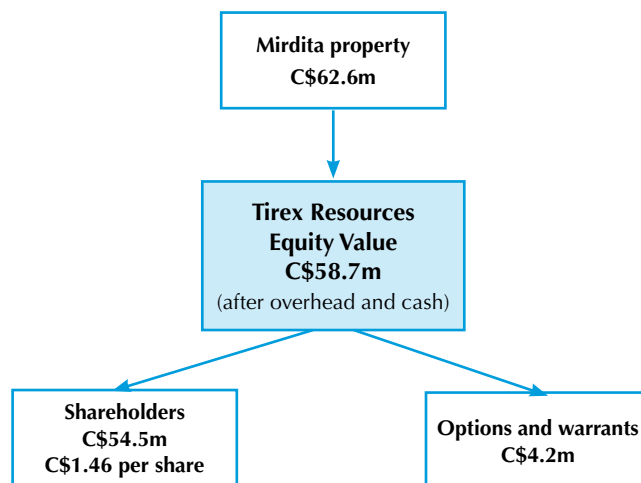 Mirdita property
C$62.6m
Tirex Resources
Equity Value
C$58.7m
(after overhead and cash)
Shareholders
C$54.5m
C$1.46 per share
Options and warrants
C$4.2m